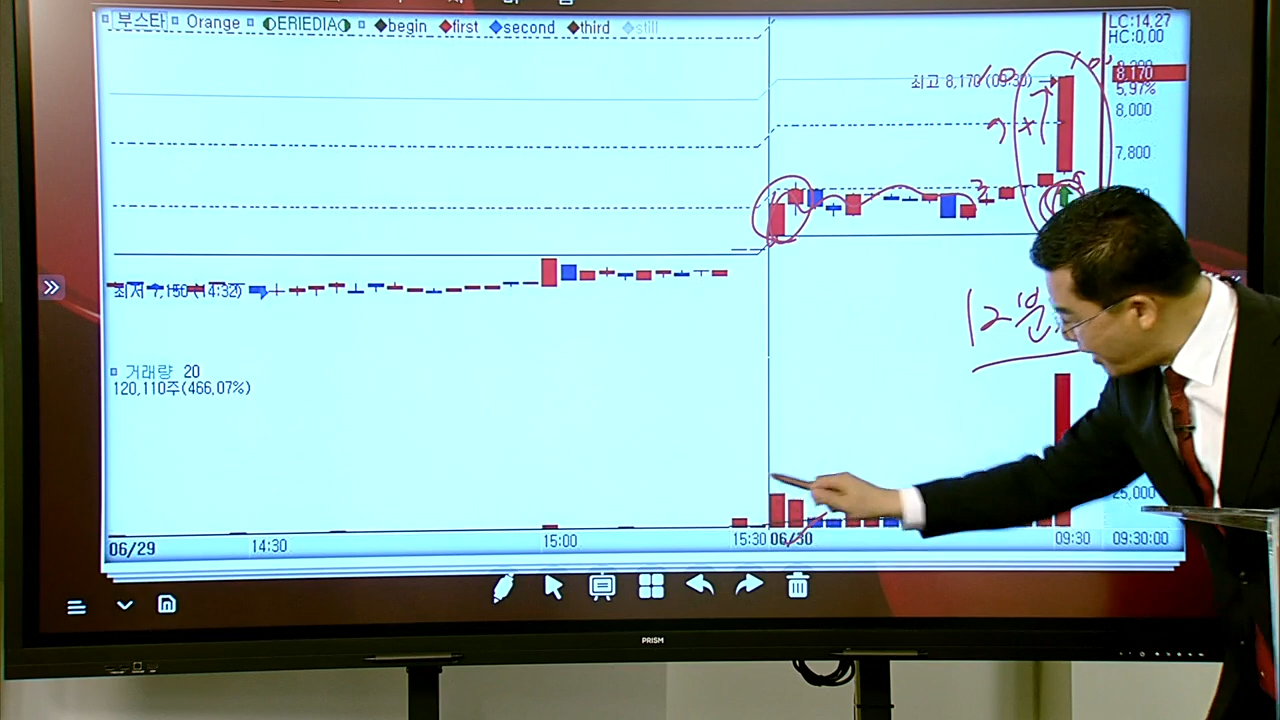 부스타 Orange ERIEDIA begin first second third still
LC:14,27
HC:0,00
최고 8,170 (09:30)
8,170
5.97%
8,000
7,800
최저 7,150 (14:32)
12월
거래량 20
120,110주(466,07%)
25,000
06/29 14:30 15:00 15:30 06/30 09:30 09:30:00
PRISM